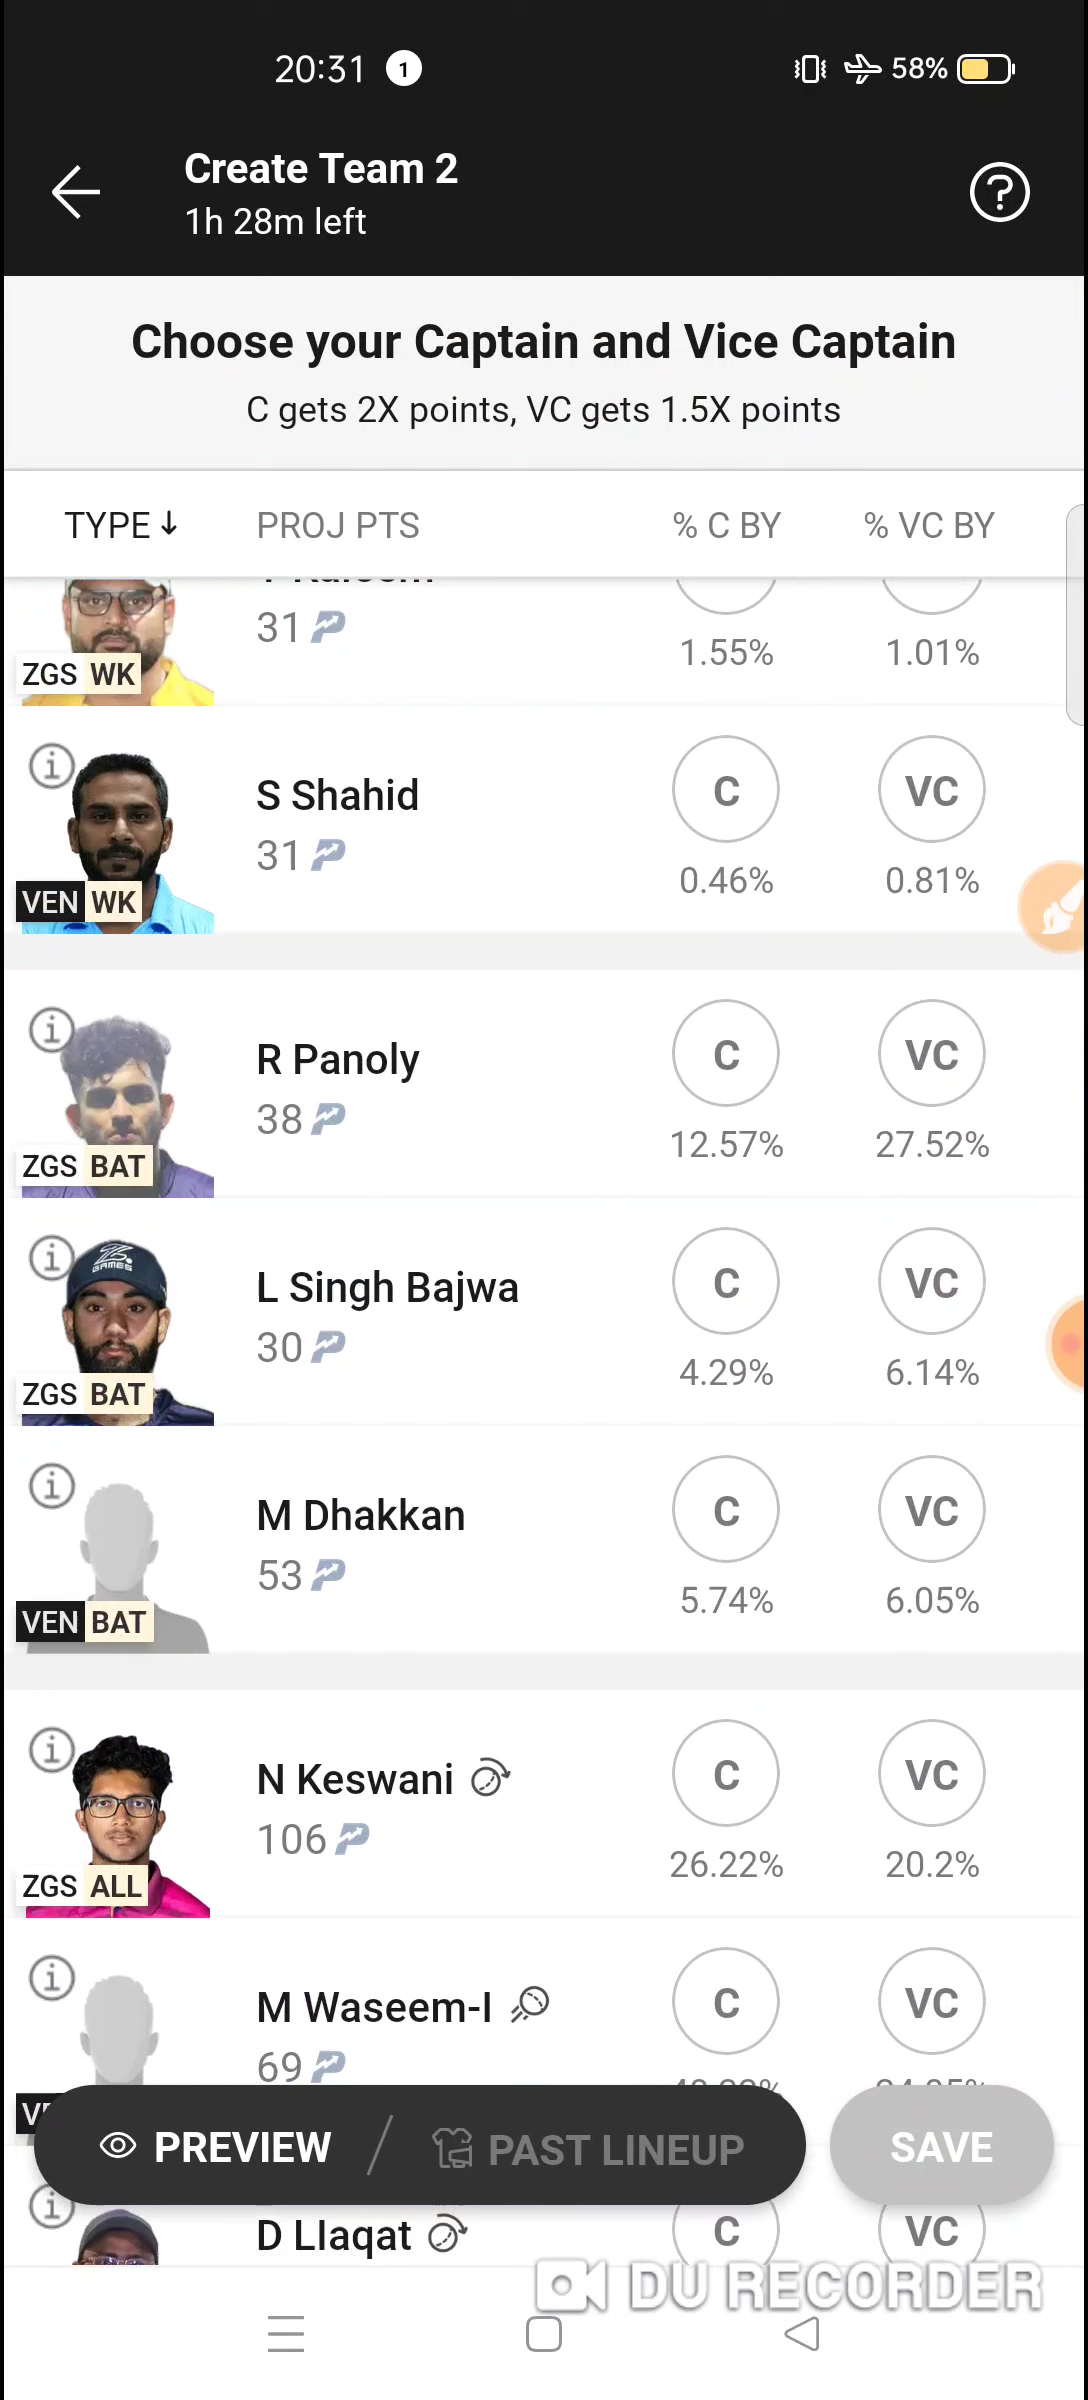 20:31 1 58%
Create Team 2
1h 28m left
Choose your Captain and Vice Captain
C gets 2X points, VC gets 1.5X points
TYPE PROJ PTS % C BY % VC BY
31 1.55% 1.01%
ZGS WK
S Shahid C VC
31 0.46% 0.81%
VEN WK
R Panoly C VC
38 12.57% 27.52%
ZGS BAT
GAMES
L Singh Bajwa C VC
30 4.29% 6.14%
ZGS BAT
M Dhakkan C VC
53 5.74% 6.05%
VEN BAT
N Keswani C VC
106 26.22% 20.2%
ZGS ALL
M Waseem-I C VC
69
PREVIEW PAST LINEUP SAVE
D LIaqat C VC
DU RECORDER